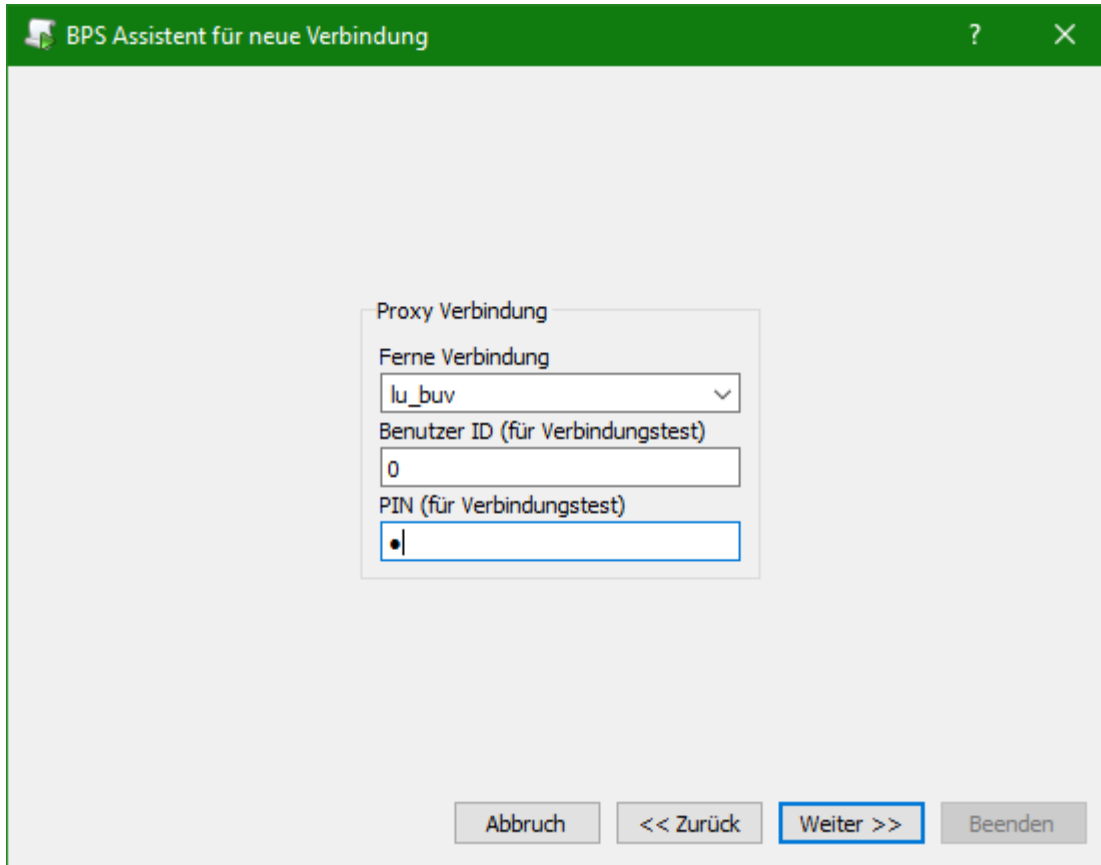 BPS Assistent für neue Verbindung ?
Proxy Verbindung
Ferne Verbindung
lu_buv
Benutzer ID (für Verbindungstest)
0
PIN (für Verbindungstest)
●
Abbruch << Zurück Weiter >> Beenden